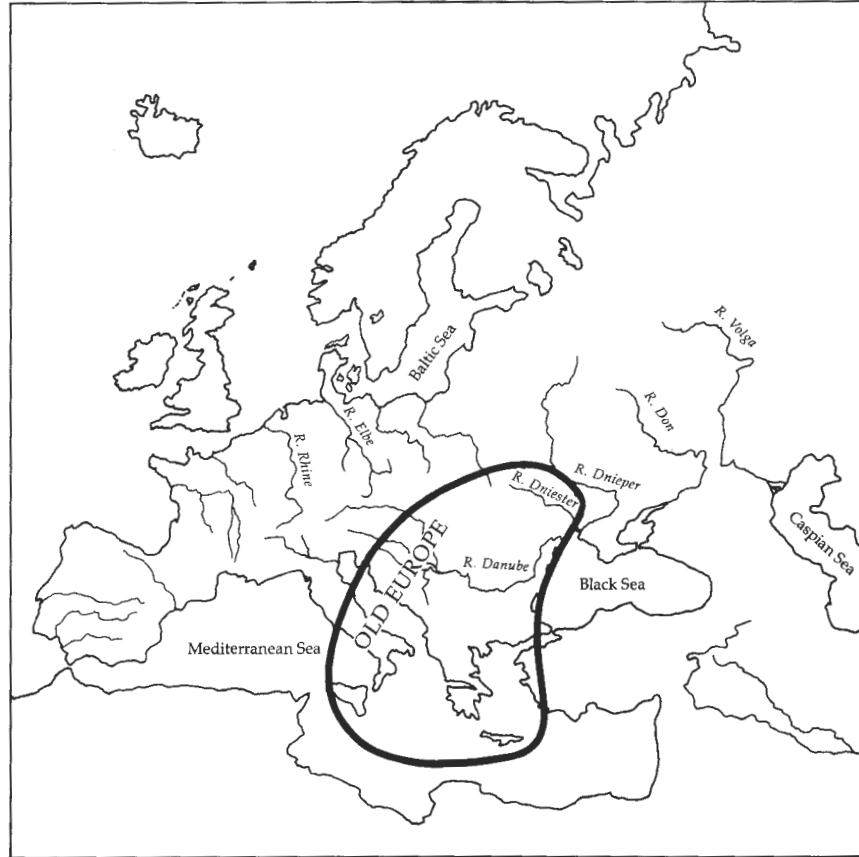 R. Volga
Baltic Sea
R. Don
R. Elbe
R. Rhine
R. Dnieper
R. Dniester
Caspian Sea
OLD EUROPE
R. Danube
Black Sea
Mediterranean Sea